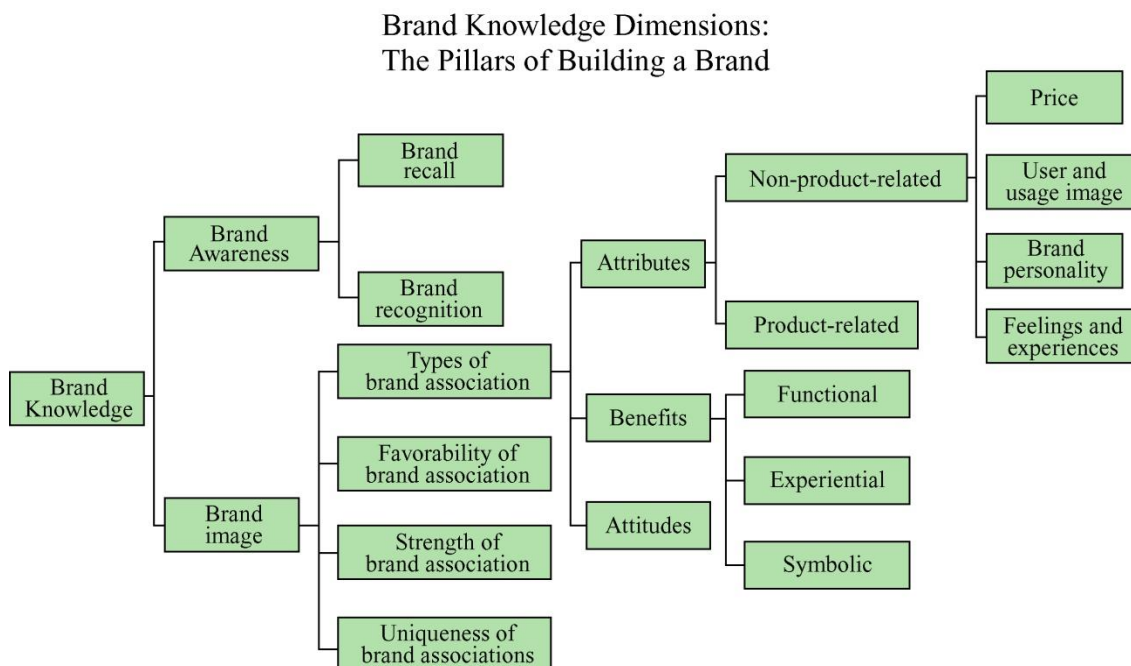 Brand Knowledge Dimensions:
The Pillars of Building a Brand
Brand
Knowledge
Brand
Awareness
Brand
recall
Brand
recognition
Brand
image
Types of
brand association
Favorability of
brand association
Strength of
brand association
Uniqueness of
brand associations
Attributes
Benefits
Attitudes
Non-product-related
Product-related
Functional
Experiential
Symbolic
Price
User and
usage image
Brand
personality
Feelings and
experiences